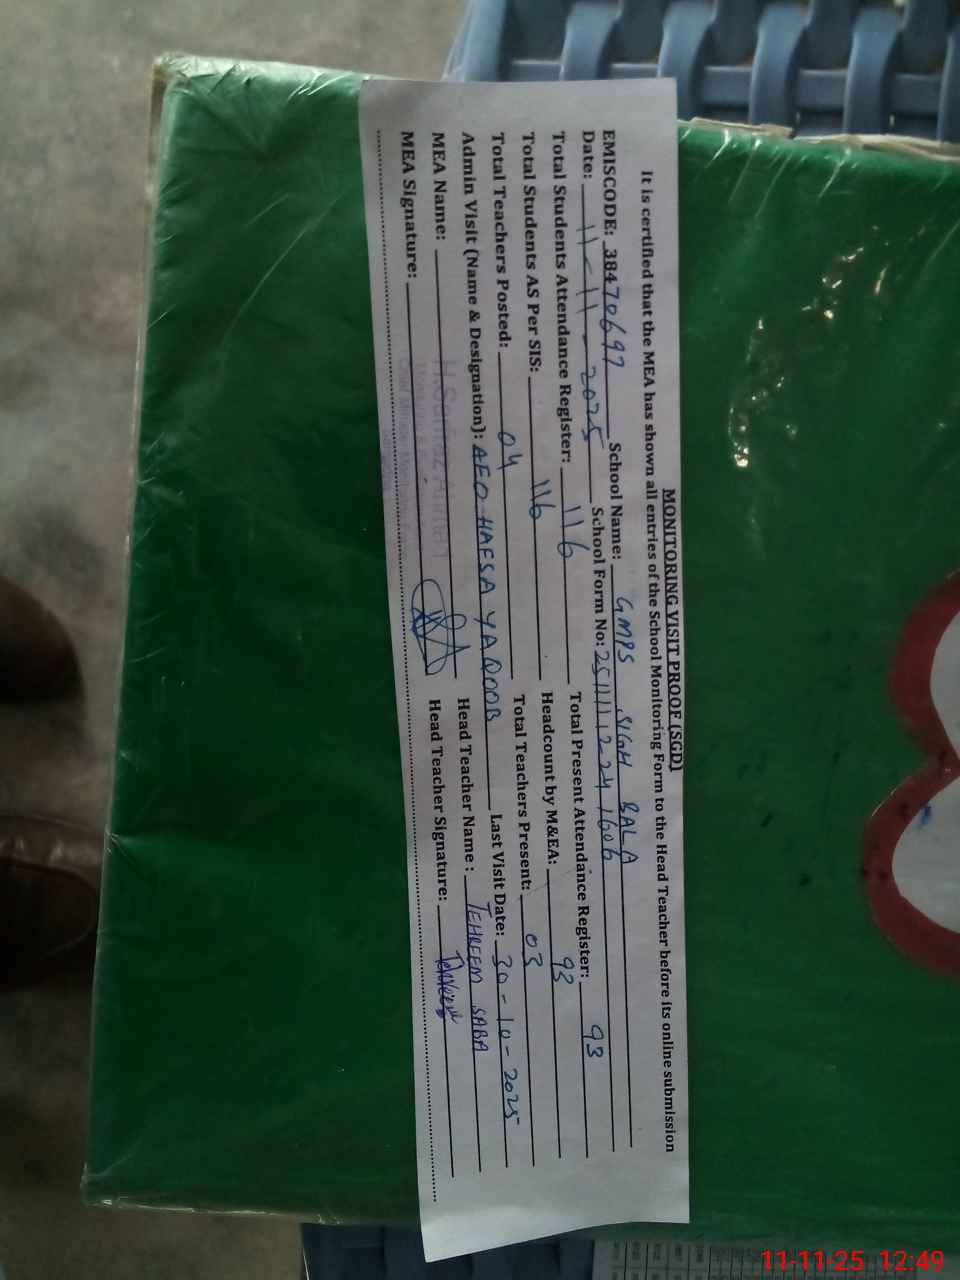 MONITORING VISIT PROOF (SGD)
It is certified that the MEA has shown all entries of the School Monitoring Form to the Head Teacher before its online submission
EMISCODE: 38470697 School Name: GMPS SIGH BALA
Date: 11-11-2025 School Form No: 25111112-241606
Total Students Attendance Register: 116 Total Present Attendance Register: 93
Total Students AS Per SIS: 116 Headcount by M&EA: 93
Total Teachers Posted: 04 Total Teachers Present: 03
Admin Visit (Name & Designation): AEO HAFSA YAQOOB Last Visit Date: 30-10-2025
MEA Name: Head Teacher Name: TEHREEM SABA
MEA Signature: Head Teacher Signature:
11-11-25 12:49